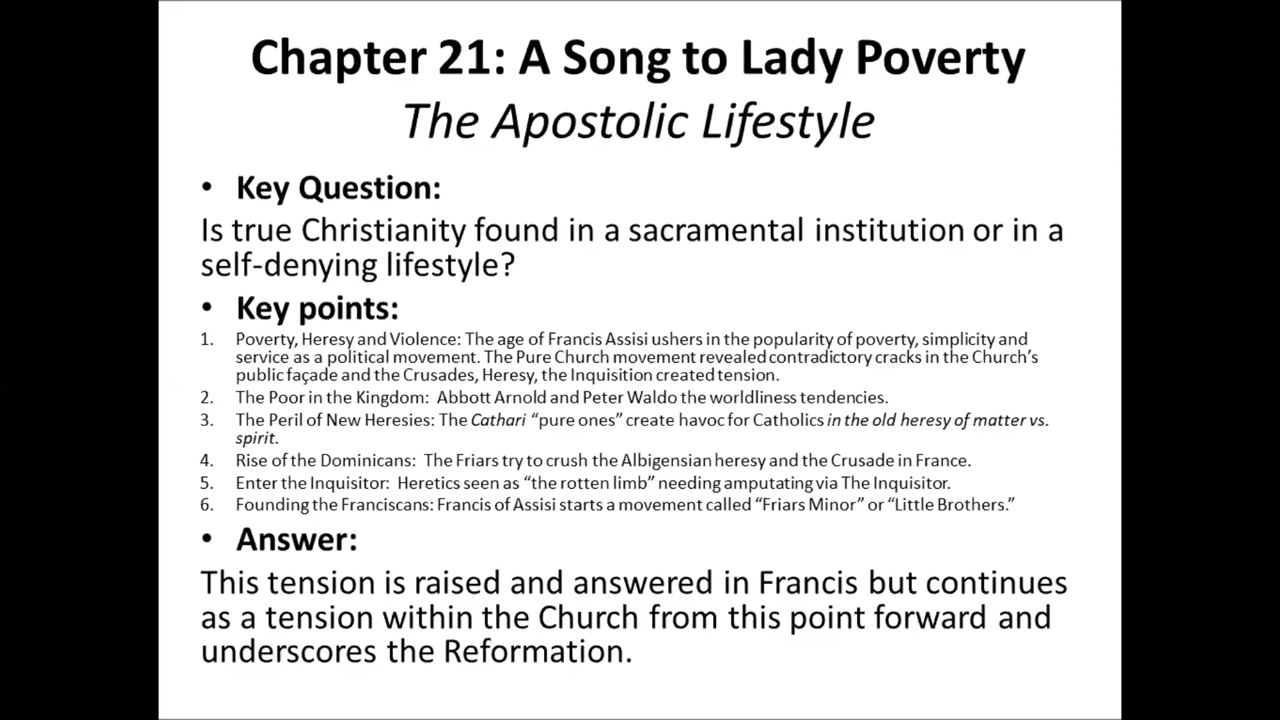 Chapter 21: A Song to Lady Poverty
The Apostolic Lifestyle
• Key Question:
Is true Christianity found in a sacramental institution or in a
self-denying lifestyle?
• Key points:
1. Poverty, Heresy and Violence: The age of Francis Assisi ushers in the popularity of poverty, simplicity and
service as a political movement. The Pure Church movement revealed contradictory cracks in the Church's
public façade and the Crusades, Heresy, the Inquisition created tension.
2. The Poor in the Kingdom: Abbott Arnold and Peter Waldo the worldliness tendencies.
3. The Peril of New Heresies: The Cathari “pure ones” create havoc for Catholics in the old heresy of matter vs.
spirit.
4. Rise of the Dominicans: The Friars try to crush the Albigensian heresy and the Crusade in France.
5. Enter the Inquisitor: Heretics seen as “the rotten limb” needing amputating via The Inquisitor.
6. Founding the Franciscans: Francis of Assisi starts a movement called “Friars Minor” or “Little Brothers.”
• Answer:
This tension is raised and answered in Francis but continues
as a tension within the Church from this point forward and
underscores the Reformation.